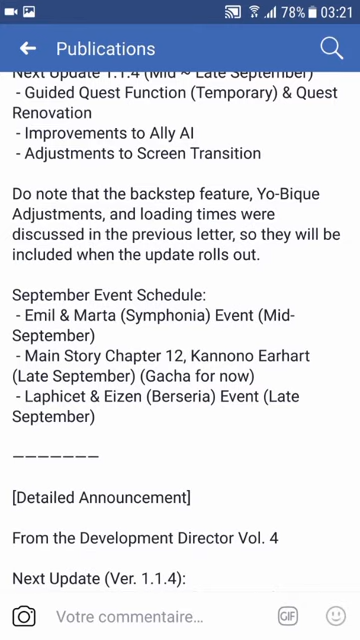 78% 03:21
Publications
Next Update 1.1.4 (Mid ~ Late September)
- Guided Quest Function (Temporary) & Quest
Renovation
- Improvements to Ally AI
- Adjustments to Screen Transition
Do note that the backstep feature, Yo-Bique
Adjustments, and loading times were
discussed in the previous letter, so they will be
included when the update rolls out.
September Event Schedule:
- Emil & Marta (Symphonia) Event (Mid-
September)
- Main Story Chapter 12, Kannono Earhart
(Late September) (Gacha for now)
- Laphicet & Eizen (Berseria) Event (Late
September)
———————
[Detailed Announcement]
From the Development Director Vol. 4
Next Update (Ver. 1.1.4):
Votre commentaire...
GIF